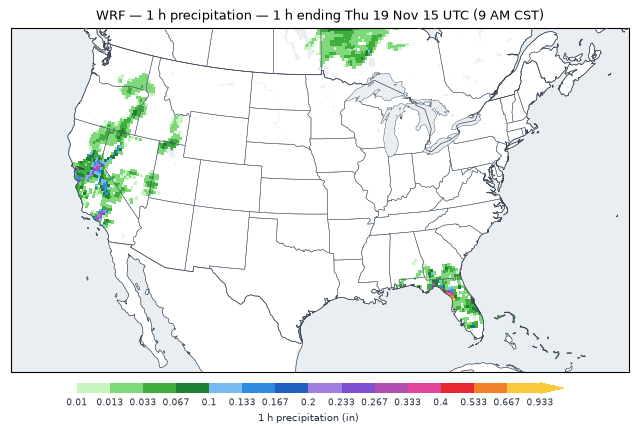 WRF — 1 h precipitation — 1 h ending Thu 19 Nov 15 UTC (9 AM CST)
0.01 0.013 0.033 0.067 0.1 0.133 0.167 0.2 0.233 0.267 0.333 0.4 0.533 0.667 0.933
1 h precipitation (in)